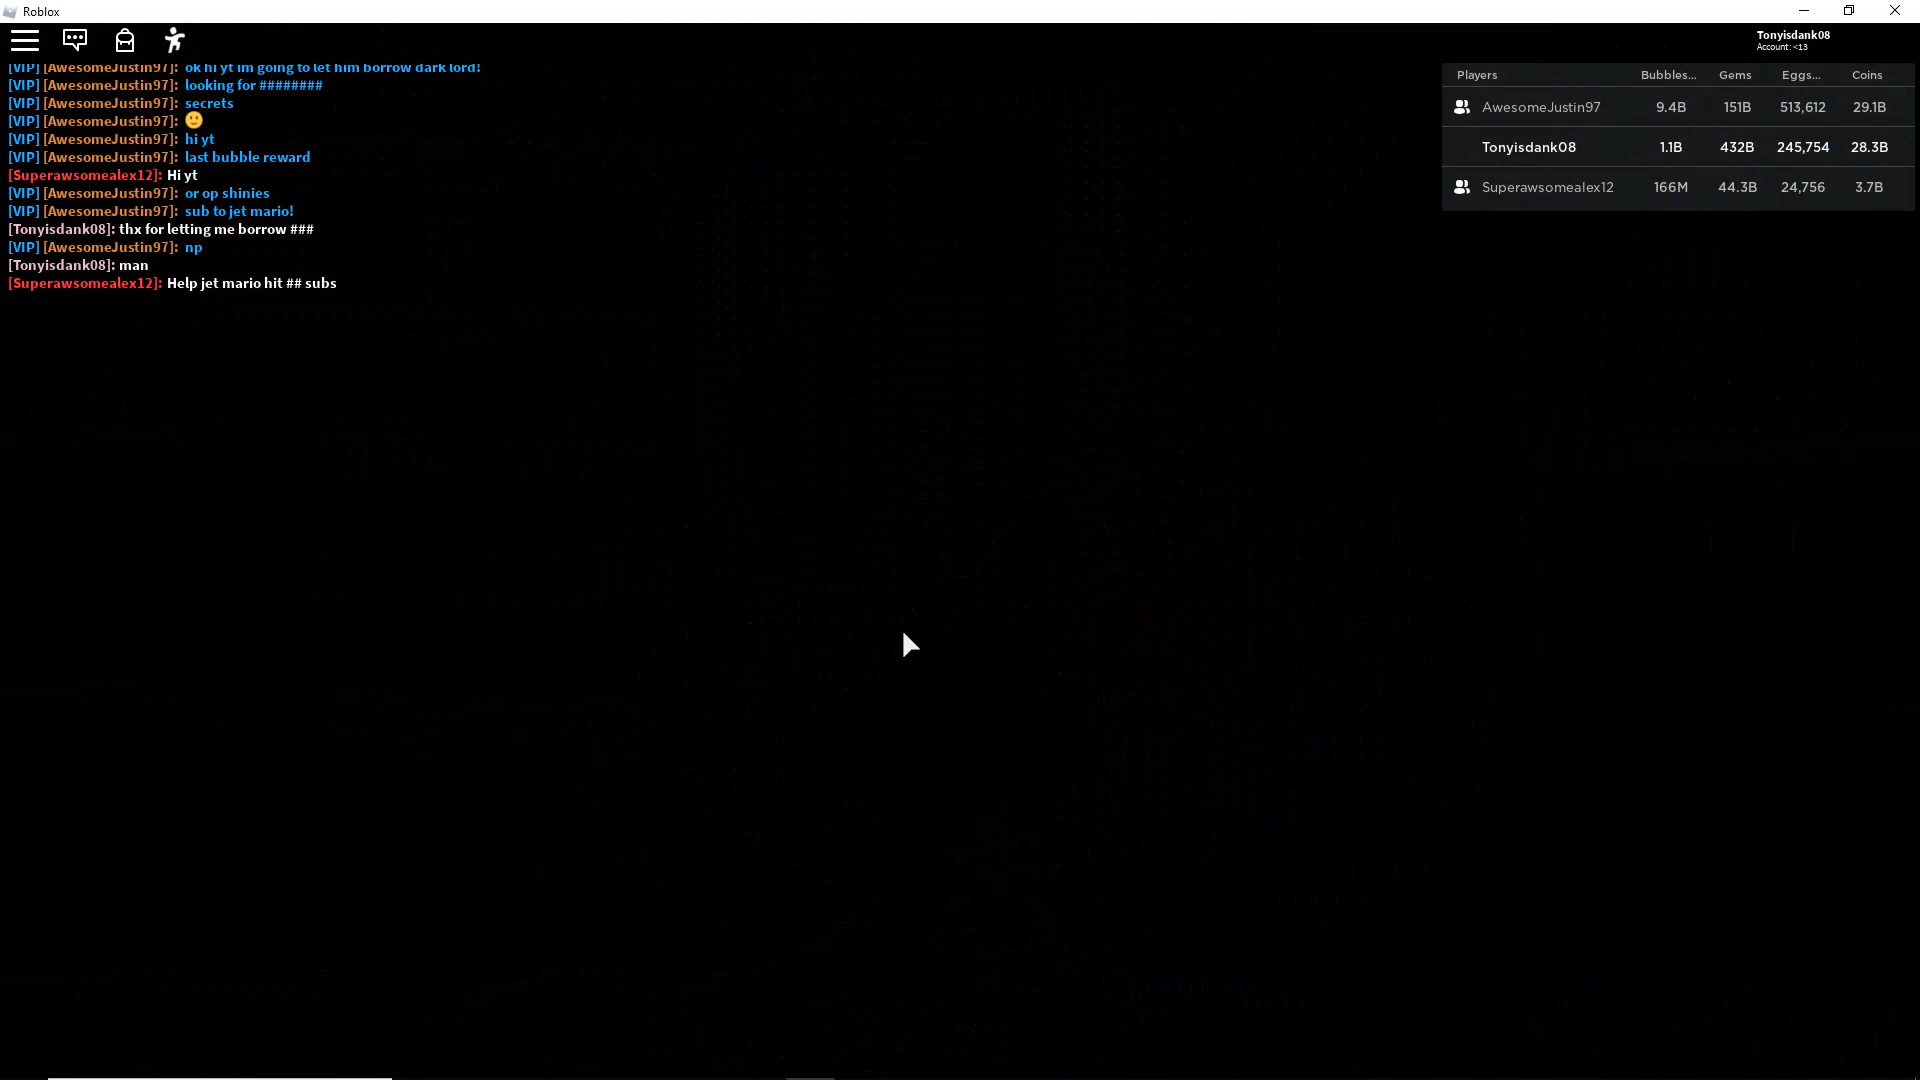 Roblox
Tonyisdank08
Account: <13
[VIP] [AwesomeJustin97]: ok hi yt im going to let him borrow dark lord!
[VIP] [AwesomeJustin97]: looking for ########
[VIP] [AwesomeJustin97]: secrets
[VIP] [AwesomeJustin97]: 🙂
[VIP] [AwesomeJustin97]: hi yt
[VIP] [AwesomeJustin97]: last bubble reward
[Superawsomealex12]: Hi yt
[VIP] [AwesomeJustin97]: or op shinies
[VIP] [AwesomeJustin97]: sub to jet mario!
[Tonyisdank08]: thx for letting me borrow ###
[VIP] [AwesomeJustin97]: np
[Tonyisdank08]: man
[Superawsomealex12]: Help jet mario hit ## subs
Players Bubbles... Gems Eggs... Coins
AwesomeJustin97 9.4B 151B 513,612 29.1B
Tonyisdank08 1.1B 432B 245,754 28.3B
Superawsomealex12 166M 44.3B 24,756 3.7B